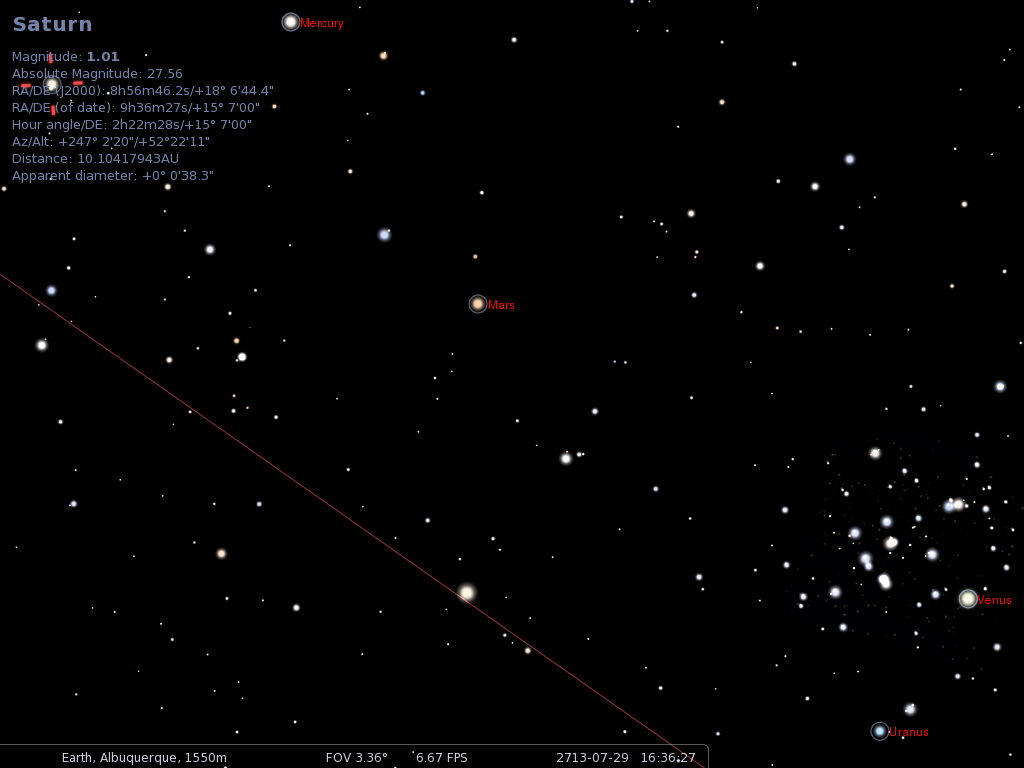 Saturn
Mercury
Magnitude: 1.01
Absolute Magnitude: 27.56
RA/DE (J2000): 8h56m46.2s/+18° 6'44.4"
RA/DE (of date): 9h36m27s/+15° 7'00"
Hour angle/DE: 2h22m28s/+15° 7'00"
Az/Alt: +247° 2'20"/+52°22'11"
Distance: 10.10417943AU
Apparent diameter: +0° 0'38.3"
Mars
Venus
Uranus
Earth, Albuquerque, 1550m FOV 3.36° 6.67 FPS 2713-07-29 16:36:27